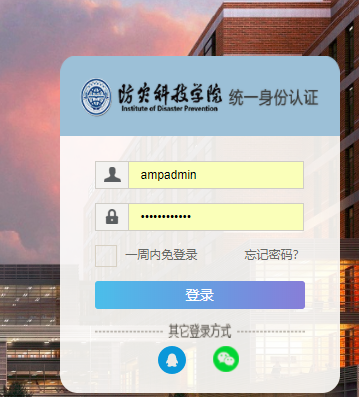 防灾科技学院 统一身份认证
Institute of Disaster Prevention
ampadmin
••••••••••••
一周内免登录 忘记密码?
登录
其它登录方式